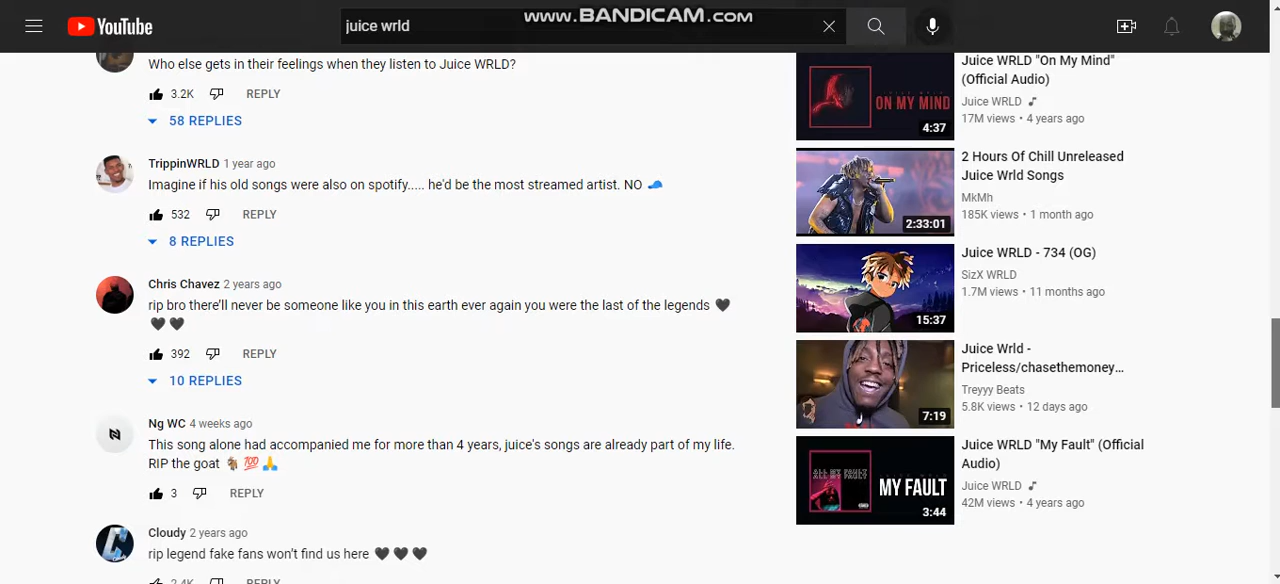 www.BANDICAM.com
YouTube
juice wrld
Who else gets in their feelings when they listen to Juice WRLD?
3.2K REPLY
58 REPLIES
TrippinWRLD 1 year ago
Imagine if his old songs were also on spotify..... he'd be the most streamed artist. NO 🧢
532 REPLY
8 REPLIES
Chris Chavez 2 years ago
rip bro there'll never be someone like you in this earth ever again you were the last of the legends 🖤
🖤 🖤
392 REPLY
10 REPLIES
Ng WC 4 weeks ago
This song alone had accompanied me for more than 4 years, juice's songs are already part of my life.
RIP the goat 🐐 💯 🙏
3 REPLY
Cloudy 2 years ago
rip legend fake fans won't find us here 🖤 🖤 🖤
2.4K REPLY
ON MY MIND
4:37
Juice WRLD "On My Mind"
(Official Audio)
Juice WRLD
17M views • 4 years ago
2:33:01
2 Hours Of Chill Unreleased
Juice Wrld Songs
MkMh
185K views • 1 month ago
15:37
Juice WRLD - 734 (OG)
SizX WRLD
1.7M views • 11 months ago
7:19
Juice Wrld -
Priceless/chasethemoney…
Treyyy Beats
5.8K views • 12 days ago
ALL MY FAULT
MY FAULT
3:44
Juice WRLD "My Fault" (Official
Audio)
Juice WRLD
42M views • 4 years ago